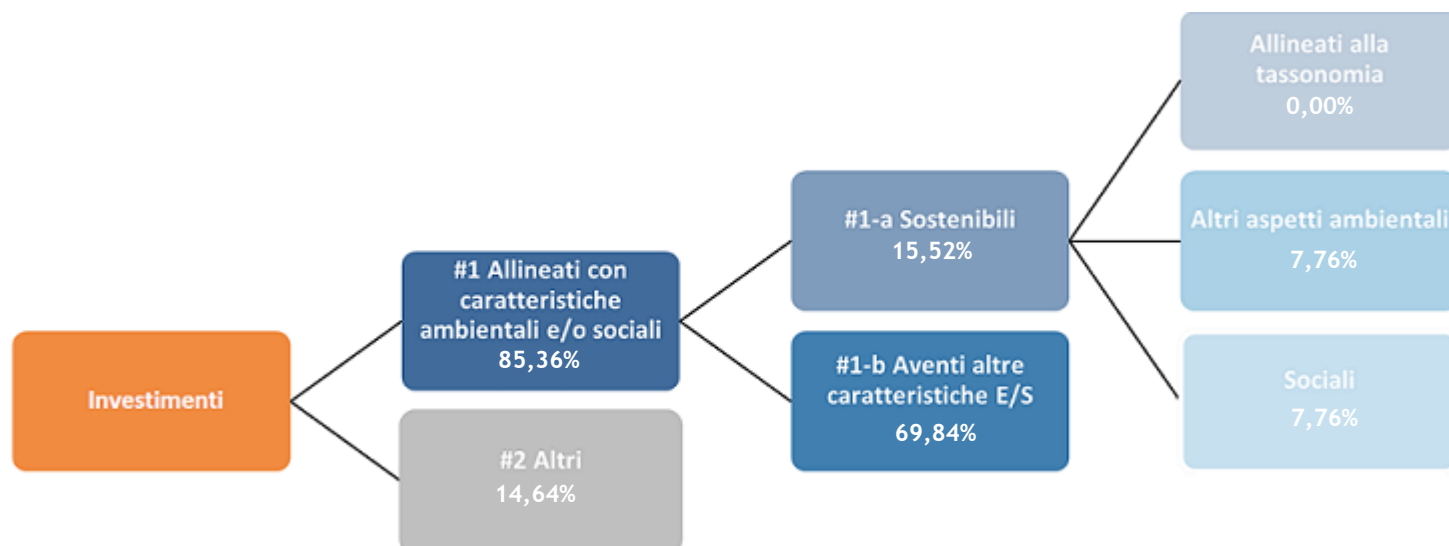 Investimenti
#1 Allineati con
caratteristiche
ambientali e/o sociali
85,36%
#2 Altri
14,64%
#1-a Sostenibili
15,52%
#1-b Aventi altre
caratteristiche E/S
69,84%
Allineati alla
tassonomia
0,00%
Altri aspetti ambientali
7,76%
Sociali
7,76%